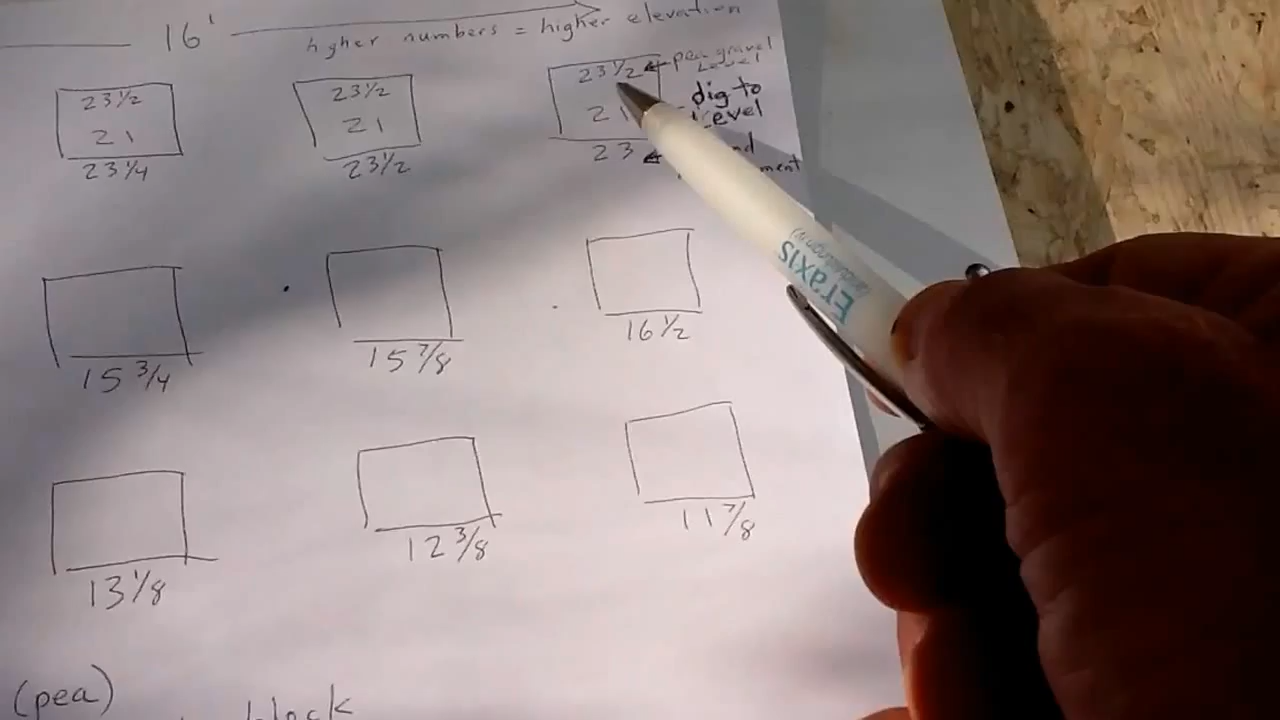 16'
hgher numbers = higher elevation
23 1/2
21
23 1/4
23 1/2
21
23 1/2
23 1/2 pea gravel Level
21 dig to Level
23
15 3/4
15 7/8
16 1/2
13 1/8
12 3/8
11 7/8
(pea)
block
Eraxis